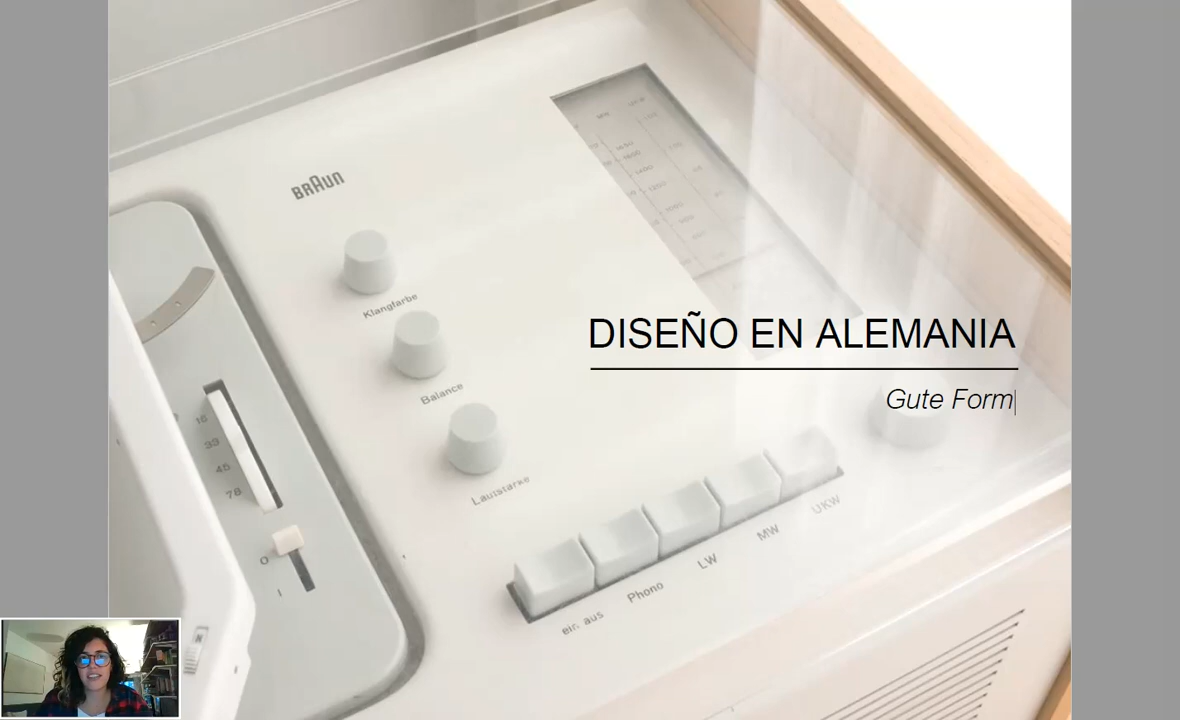 BRAUN
Klangfarbe
Balance
Lautstärke
16
33
45
78
0
1
ein aus
Phono
LW
MW
UKW
DISEÑO EN ALEMANIA
Gute Form